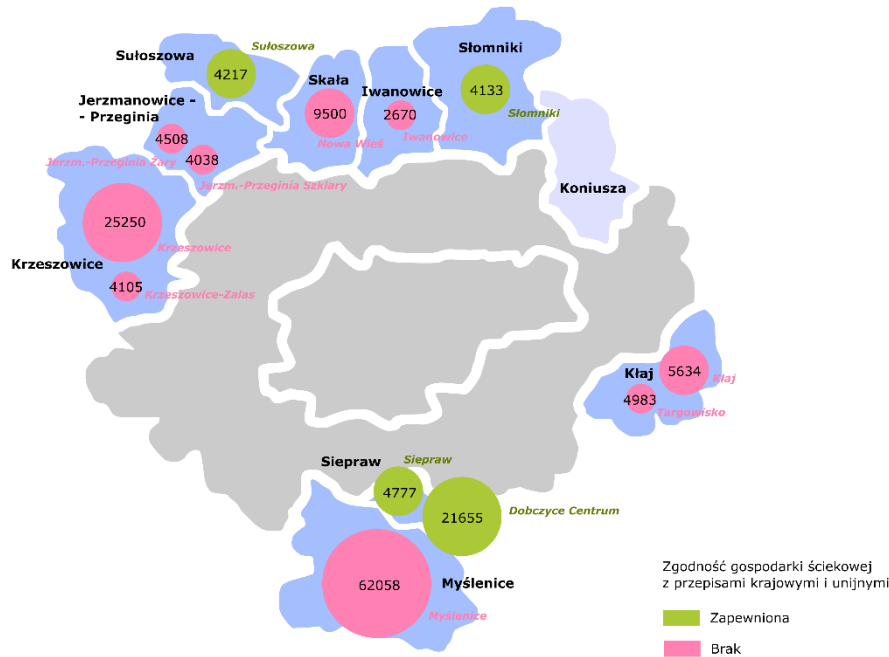 Sułoszowa
Sułoszowa
4217
Słomniki
4133
Słomniki
Skała
9500
Nowa Wieś
Iwanowice
2670
Iwanowice
Jerzmanowice -
- Przeginia
4508
Jerzm.-Przeginia Żary
4038
Jerzm.-Przeginia Szklary
Koniusza
25250
Krzeszowice
Krzeszowice
4105
Krzeszowice-Zalas
Kłaj
5634
Kłaj
4983
Targowisko
Siepraw
Siepraw
4777
21655
Dobczyce Centrum
62058
Myślenice
Myślenice
Zgodność gospodarki ściekowej
z przepisami krajowymi i unijnymi
Zapewniona
Brak